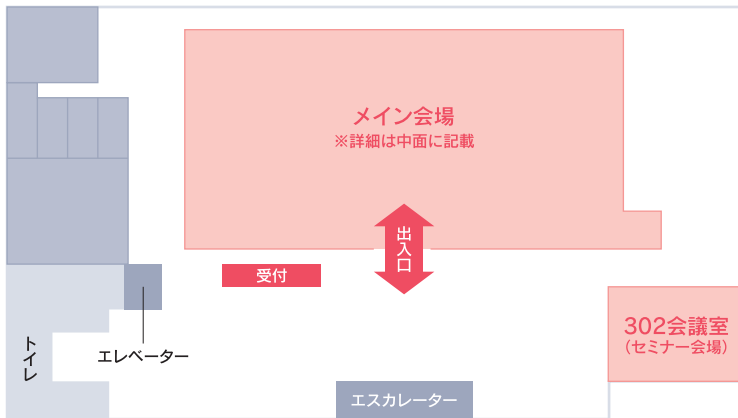 メイン会場
※詳細は中面に記載
出入口
受付
302会議室
（セミナー会場）
エレベーター
トイレ
エスカレーター